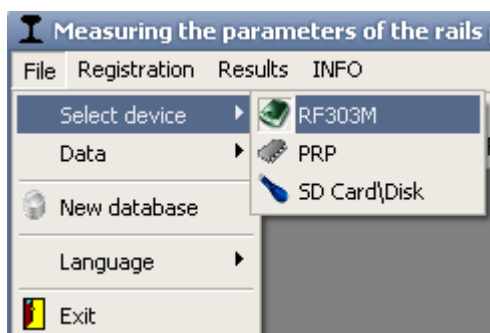 Measuring the parameters of the rails
File Registration Results INFO
Select device RF303M
Data PRP
SD Card\Disk
New database
Language
Exit